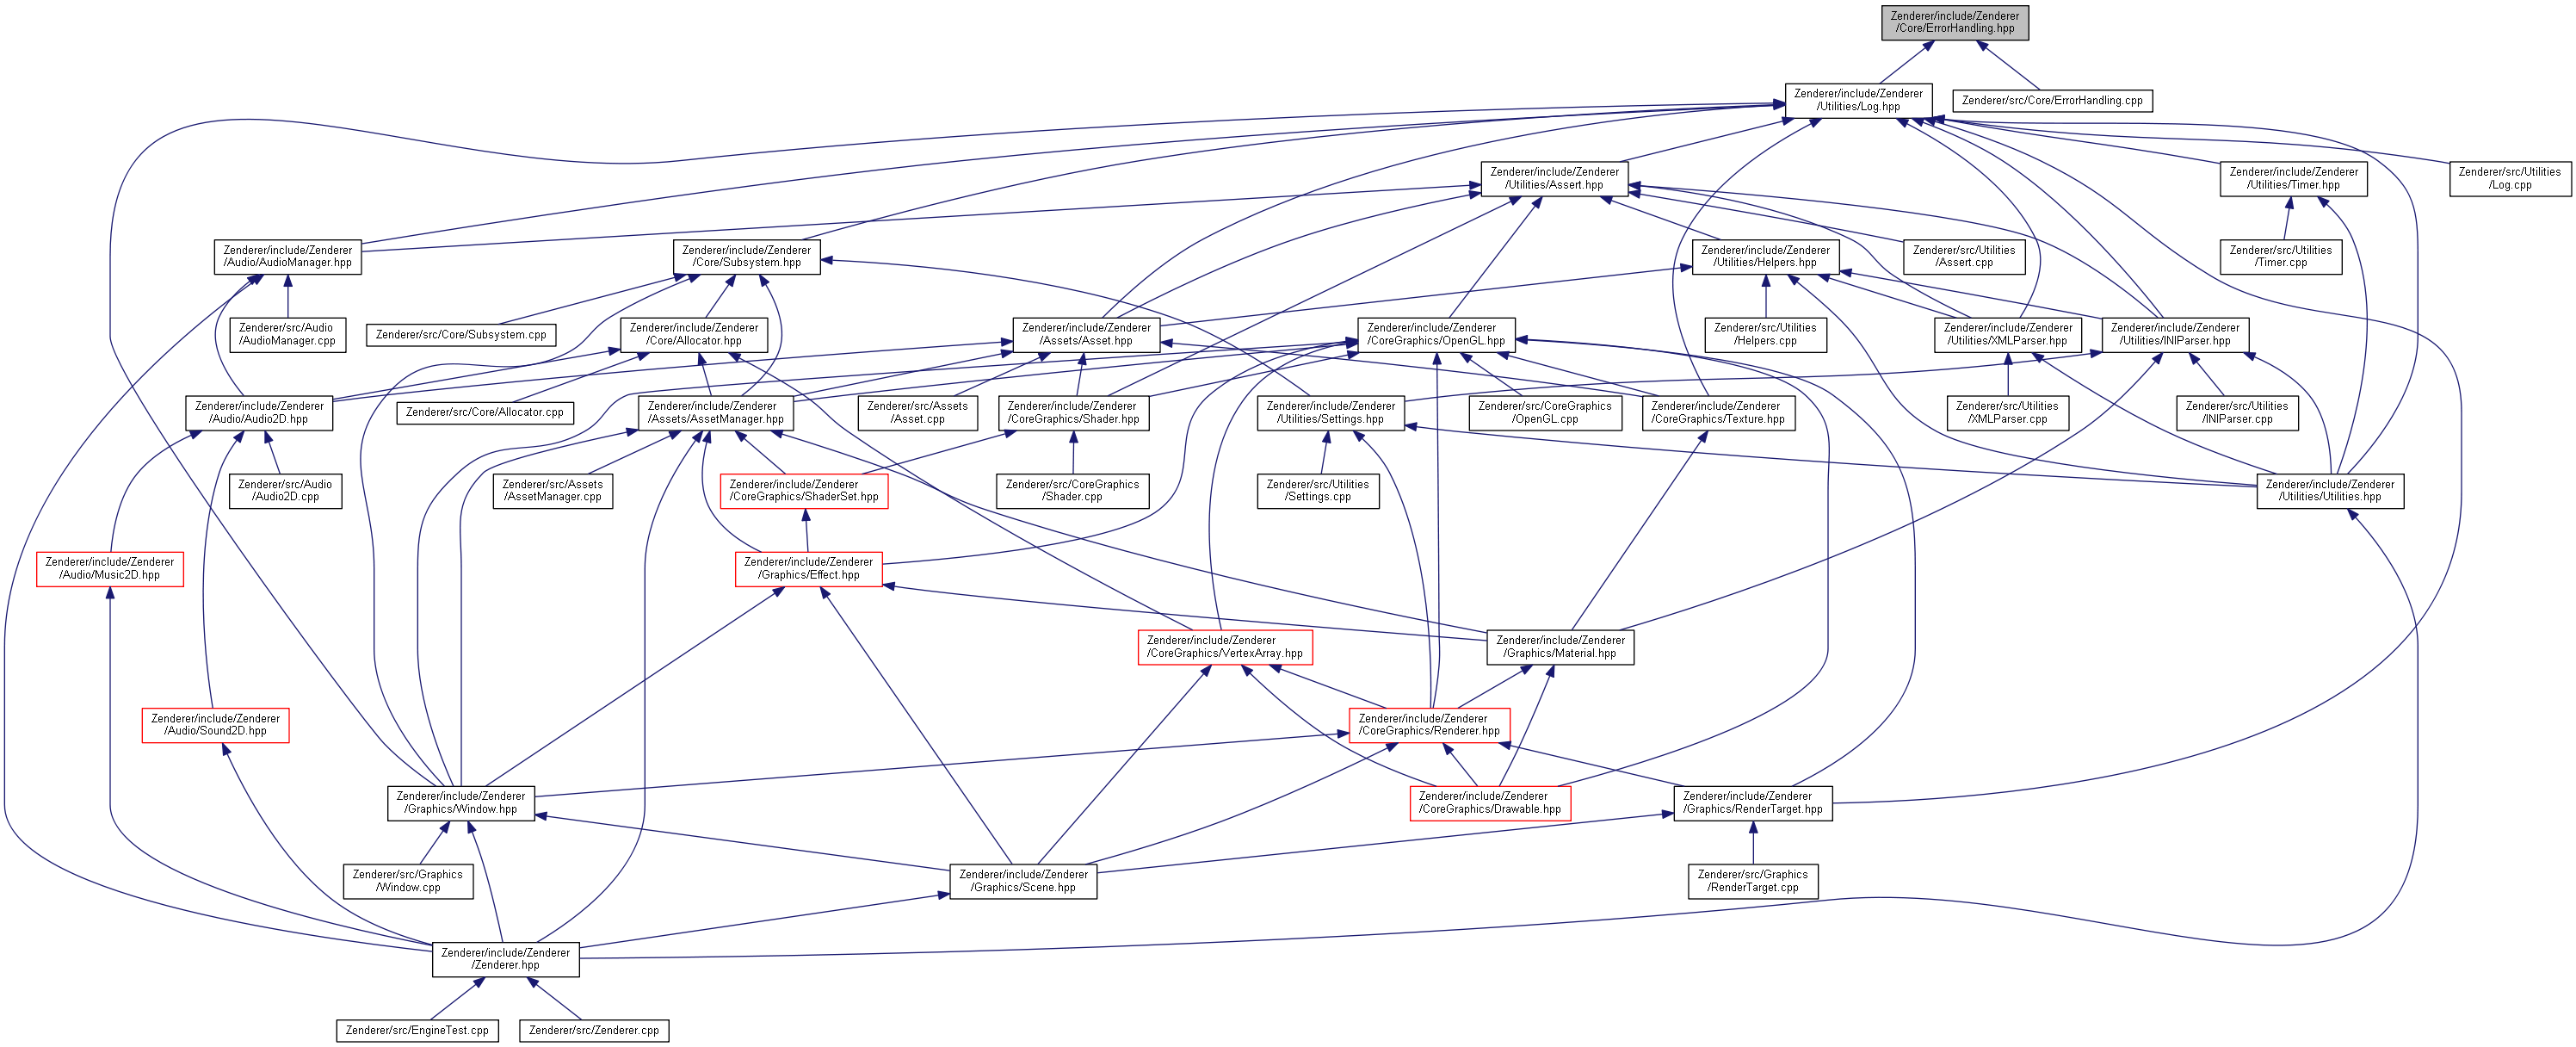 Zenderer/include/Zenderer
/Core/ErrorHandling.hpp
Zenderer/include/Zenderer
/Utilities/Log.hpp
Zenderer/src/Core/ErrorHandling.cpp
Zenderer/include/Zenderer
/Utilities/Assert.hpp
Zenderer/include/Zenderer
/Utilities/Timer.hpp
Zenderer/src/Utilities
/Log.cpp
Zenderer/include/Zenderer
/Audio/AudioManager.hpp
Zenderer/include/Zenderer
/Core/Subsystem.hpp
Zenderer/include/Zenderer
/Utilities/Helpers.hpp
Zenderer/src/Utilities
/Assert.cpp
Zenderer/src/Utilities
/Timer.cpp
Zenderer/src/Audio
/AudioManager.cpp
Zenderer/src/Core/Subsystem.cpp
Zenderer/include/Zenderer
/Core/Allocator.hpp
Zenderer/include/Zenderer
/Assets/Asset.hpp
Zenderer/include/Zenderer
/CoreGraphics/OpenGL.hpp
Zenderer/src/Utilities
/Helpers.cpp
Zenderer/include/Zenderer
/Utilities/XMLParser.hpp
Zenderer/include/Zenderer
/Utilities/INIParser.hpp
Zenderer/include/Zenderer
/Audio/Audio2D.hpp
Zenderer/src/Core/Allocator.cpp
Zenderer/include/Zenderer
/Assets/AssetManager.hpp
Zenderer/src/Assets
/Asset.cpp
Zenderer/include/Zenderer
/CoreGraphics/Shader.hpp
Zenderer/include/Zenderer
/Utilities/Settings.hpp
Zenderer/src/CoreGraphics
/OpenGL.cpp
Zenderer/include/Zenderer
/CoreGraphics/Texture.hpp
Zenderer/src/Utilities
/XMLParser.cpp
Zenderer/src/Utilities
/INIParser.cpp
Zenderer/src/Audio
/Audio2D.cpp
Zenderer/src/Assets
/AssetManager.cpp
Zenderer/include/Zenderer
/CoreGraphics/ShaderSet.hpp
Zenderer/src/CoreGraphics
/Shader.cpp
Zenderer/src/Utilities
/Settings.cpp
Zenderer/include/Zenderer
/Utilities/Utilities.hpp
Zenderer/include/Zenderer
/Audio/Music2D.hpp
Zenderer/include/Zenderer
/Graphics/Effect.hpp
Zenderer/include/Zenderer
/CoreGraphics/VertexArray.hpp
Zenderer/include/Zenderer
/Graphics/Material.hpp
Zenderer/include/Zenderer
/Audio/Sound2D.hpp
Zenderer/include/Zenderer
/CoreGraphics/Renderer.hpp
Zenderer/include/Zenderer
/Graphics/Window.hpp
Zenderer/include/Zenderer
/CoreGraphics/Drawable.hpp
Zenderer/include/Zenderer
/Graphics/RenderTarget.hpp
Zenderer/src/Graphics
/Window.cpp
Zenderer/include/Zenderer
/Graphics/Scene.hpp
Zenderer/src/Graphics
/RenderTarget.cpp
Zenderer/include/Zenderer
/Zenderer.hpp
Zenderer/src/EngineTest.cpp
Zenderer/src/Zenderer.cpp